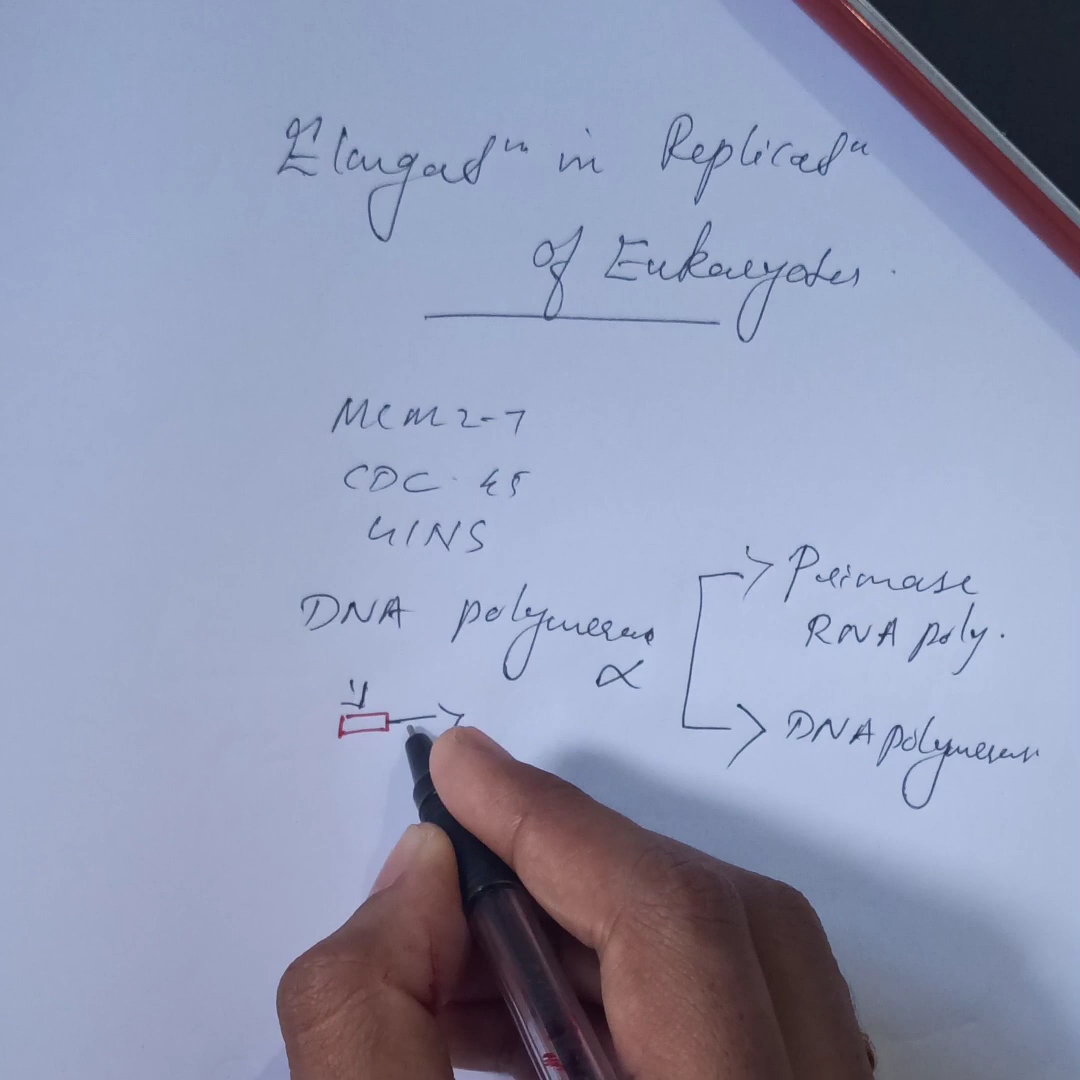 Elongatⁿ in Replicatⁿ
of Eukaryotes
MCM 2-7
CDC 45
GINS
DNA polymerase
α
Primase
RNA poly.
DNA polymerase